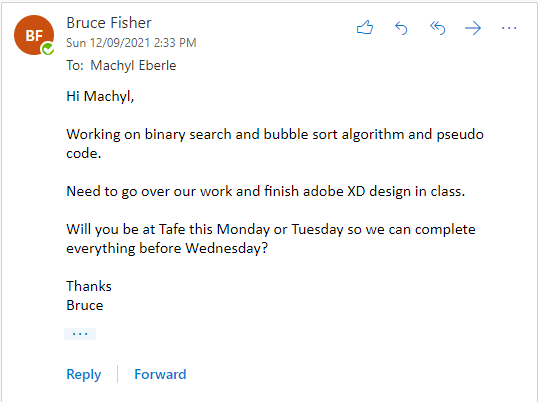 BF
Bruce Fisher
Sun 12/09/2021 2:33 PM
To: Machyl Eberle
Hi Machyl,
Working on binary search and bubble sort algorithm and pseudo
code.
Need to go over our work and finish adobe XD design in class.
Will you be at Tafe this Monday or Tuesday so we can complete
everything before Wednesday?
Thanks
Bruce
...
Reply
Forward